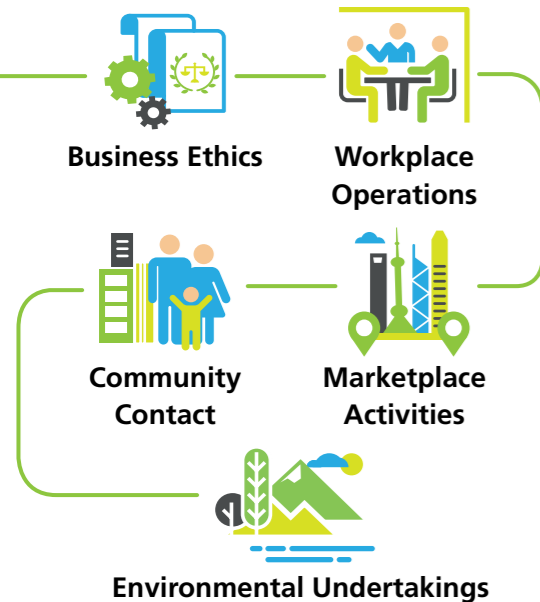 Business Ethics
Workplace
Operations
Community
Contact
Marketplace
Activities
Environmental Undertakings